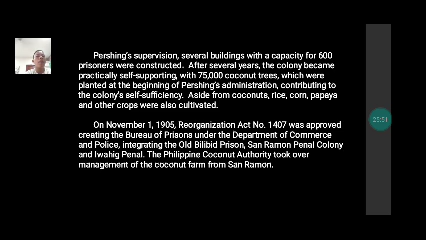 Pershing's supervision, several buildings with a capacity for 600
prisoners were constructed. After several years, the colony became
practically self-supporting, with 75,000 coconut trees, which were
planted at the beginning of Pershing's administration, contributing to
the colony's self-sufficiency. Aside from coconuts, rice, corn, papaya
and other crops were also cultivated.
On November 1, 1905, Reorganization Act No. 1407 was approved
creating the Bureau of Prisons under the Department of Commerce
and Police, integrating the Old Bilibid Prison, San Ramon Penal Colony
and Iwahig Penal. The Philippine Coconut Authority took over
management of the coconut farm from San Ramon.